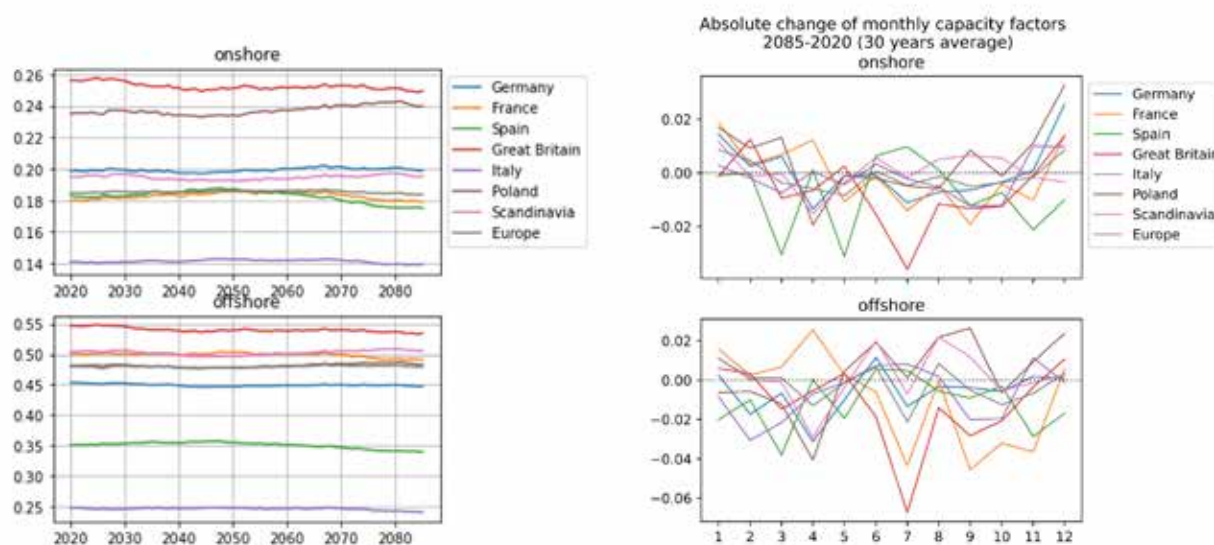 onshore
0.26
0.24
0.22
0.20
0.18
0.16
0.14
2020 2030 2040 2050 2060 2070 2080
Germany
France
Spain
Great Britain
Italy
Poland
Scandinavia
Europe
offshore
0.55
0.50
0.45
0.40
0.35
0.30
0.25
2020 2030 2040 2050 2060 2070 2080
Absolute change of monthly capacity factors
2085-2020 (30 years average)
onshore
0.02
0.00
−0.02
Germany
France
Spain
Great Britain
Italy
Poland
Scandinavia
Europe
offshore
0.02
0.00
−0.02
−0.04
−0.06
1 2 3 4 5 6 7 8 9 10 11 12